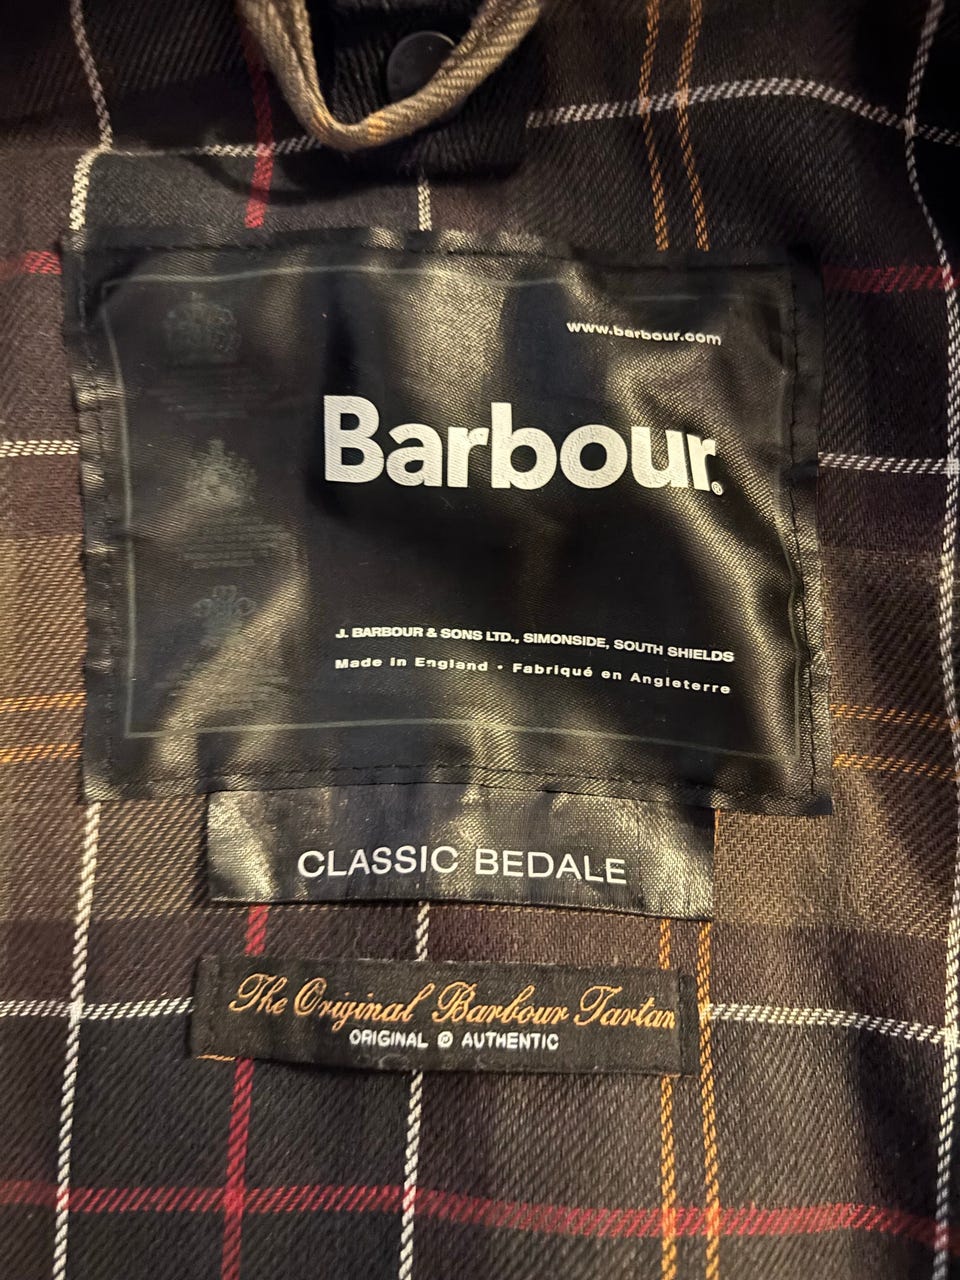 www.barbour.com
Barbour®
J. BARBOUR & SONS LTD., SIMONSIDE, SOUTH SHIELDS
Made in England • Fabriqué en Angleterre
CLASSIC BEDALE
The Original Barbour Tartan
ORIGINAL @ AUTHENTIC